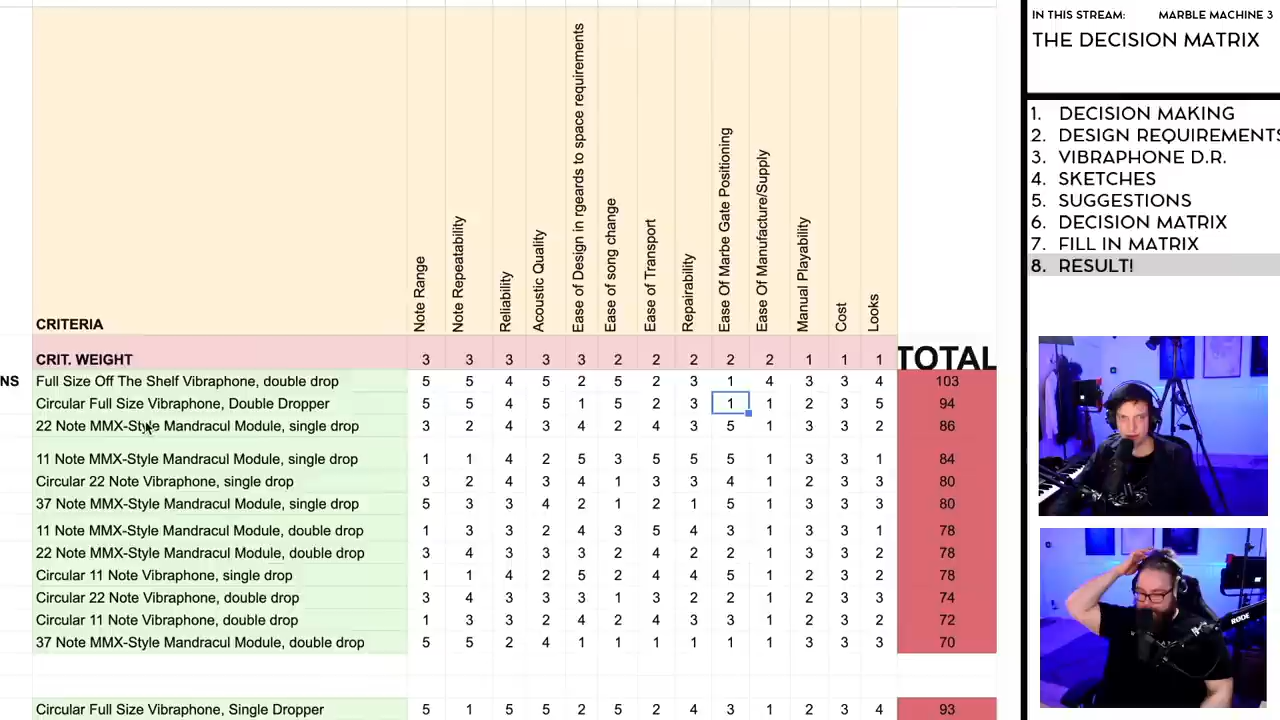 IN THIS STREAM: MARBLE MACHINE 3
THE DECISION MATRIX
1. DECISION MAKING
2. DESIGN REQUIREMENTS
3. VIBRAPHONE D.R.
4. SKETCHES
5. SUGGESTIONS
6. DECISION MATRIX
7. FILL IN MATRIX
8. RESULT!
CRITERIA
Note Range
Note Repeatability
Reliability
Acoustic Quality
Ease of Design in rgeards to space requirements
Ease of song change
Ease of Transport
Repairability
Ease Of Marbe Gate Positioning
Ease Of Manufacture/Supply
Manual Playability
Cost
Looks
CRIT. WEIGHT 3 3 3 3 3 2 2 2 2 2 1 1 1 TOTAL
NS Full Size Off The Shelf Vibraphone, double drop 5 5 4 5 2 5 2 3 1 4 3 3 4 103
Circular Full Size Vibraphone, Double Dropper 5 5 4 5 1 5 2 3 1 1 2 3 5 94
22 Note MMX-Style Mandracul Module, single drop 3 2 4 3 4 2 4 3 5 1 3 3 2 86
11 Note MMX-Style Mandracul Module, single drop 1 1 4 2 5 3 5 5 5 1 3 3 1 84
Circular 22 Note Vibraphone, single drop 3 2 4 3 4 1 3 3 4 1 2 3 3 80
37 Note MMX-Style Mandracul Module, single drop 5 3 3 4 2 1 2 1 5 1 3 3 3 80
11 Note MMX-Style Mandracul Module, double drop 1 3 3 2 4 3 5 4 3 1 3 3 1 78
22 Note MMX-Style Mandracul Module, double drop 3 4 3 3 3 2 4 2 2 1 3 3 2 78
Circular 11 Note Vibraphone, single drop 1 1 4 2 5 2 4 4 5 1 2 3 2 78
Circular 22 Note Vibraphone, double drop 3 4 3 3 3 1 3 2 2 1 2 3 3 74
Circular 11 Note Vibraphone, double drop 1 3 3 2 4 2 4 3 3 1 2 3 2 72
37 Note MMX-Style Mandracul Module, double drop 5 5 2 4 1 1 1 1 1 1 3 3 3 70
Circular Full Size Vibraphone, Single Dropper 5 1 5 5 2 5 2 4 3 1 2 3 4 93
RØDE